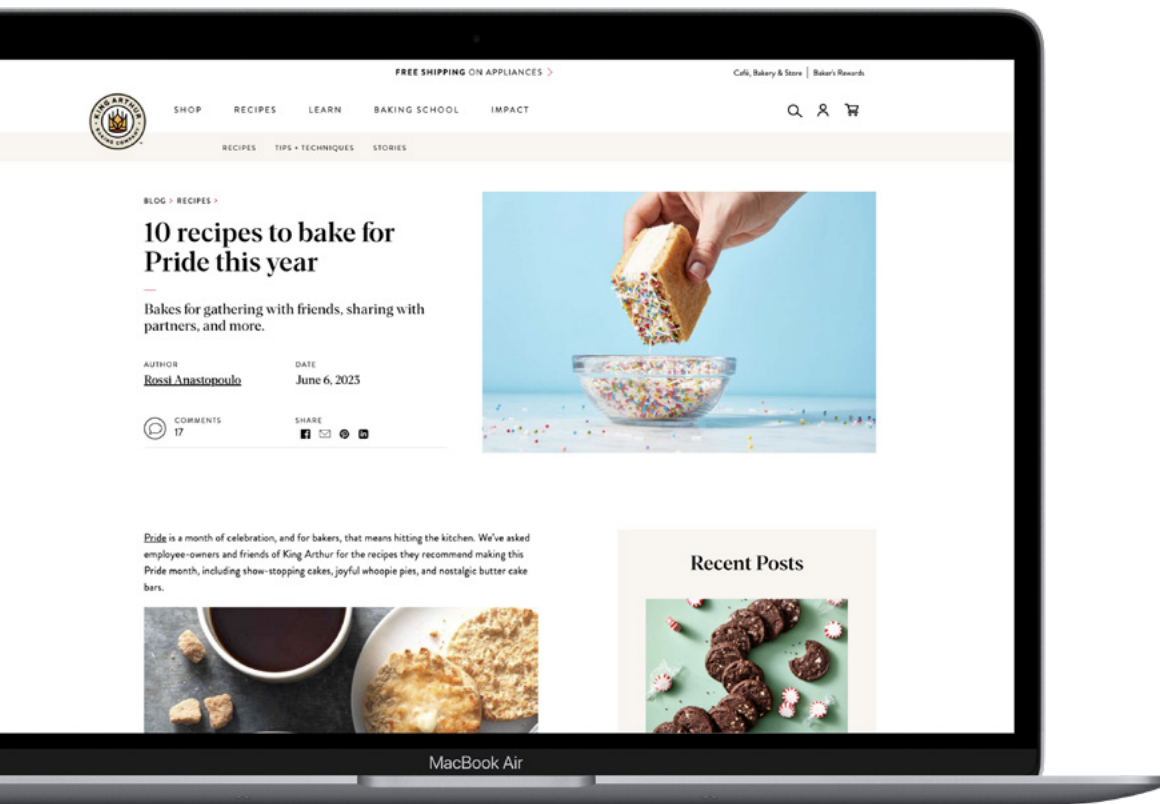 FREE SHIPPING ON APPLIANCES >
Café, Bakery & Store | Baker's Rewards
KING ARTHUR
BAKING COMPANY
SHOP RECIPES LEARN BAKING SCHOOL IMPACT
RECIPES TIPS + TECHNIQUES STORIES
BLOG > RECIPES >
10 recipes to bake for
Pride this year
Bakes for gathering with friends, sharing with
partners, and more.
AUTHOR DATE
Rossi Anastopoulo June 6, 2023
COMMENTS SHARE
17
Pride is a month of celebration, and for bakers, that means hitting the kitchen. We've asked
employee-owners and friends of King Arthur for the recipes they recommend making this
Pride month, including show-stopping cakes, joyful whoopie pies, and nostalgic butter cake
bars.
Recent Posts
MacBook Air